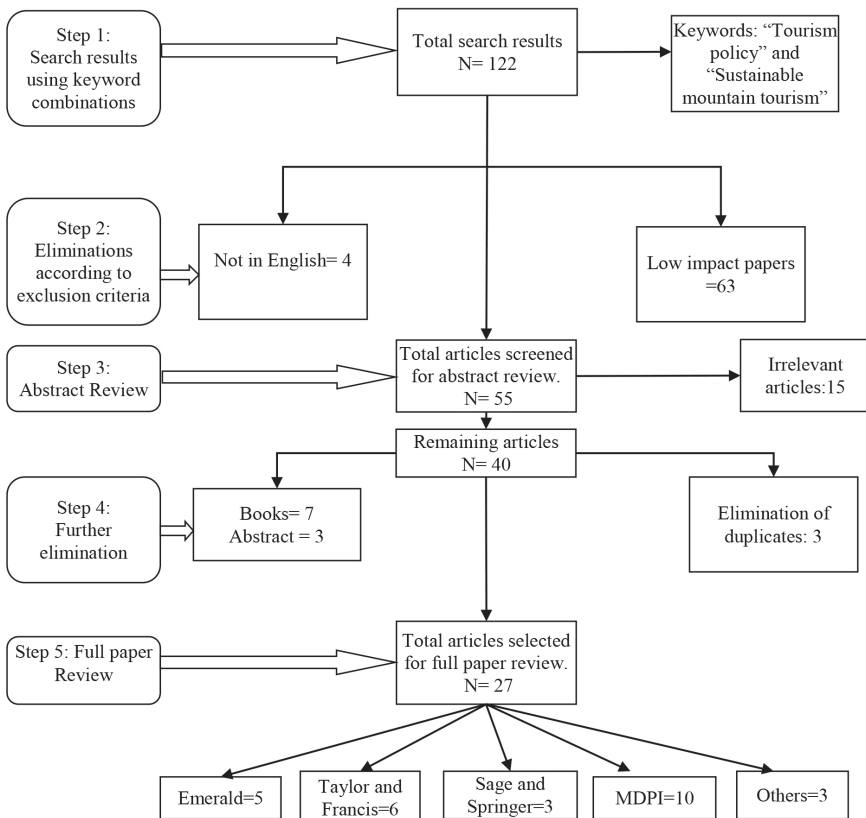 Step 1:
Search results
using keyword
combinations
Total search results
N= 122
Keywords: “Tourism
policy” and
“Sustainable
mountain tourism”
Step 2:
Eliminations
according to
exclusion criteria
Not in English= 4
Low impact papers
=63
Step 3:
Abstract Review
Total articles screened
for abstract review.
N= 55
Irrelevant
articles:15
Remaining articles
N= 40
Step 4:
Further
elimination
Books= 7
Abstract = 3
Elimination of
duplicates: 3
Step 5: Full paper
Review
Total articles selected
for full paper review.
N= 27
Emerald=5
Taylor and
Francis=6
Sage and
Springer=3
MDPI=10
Others=3